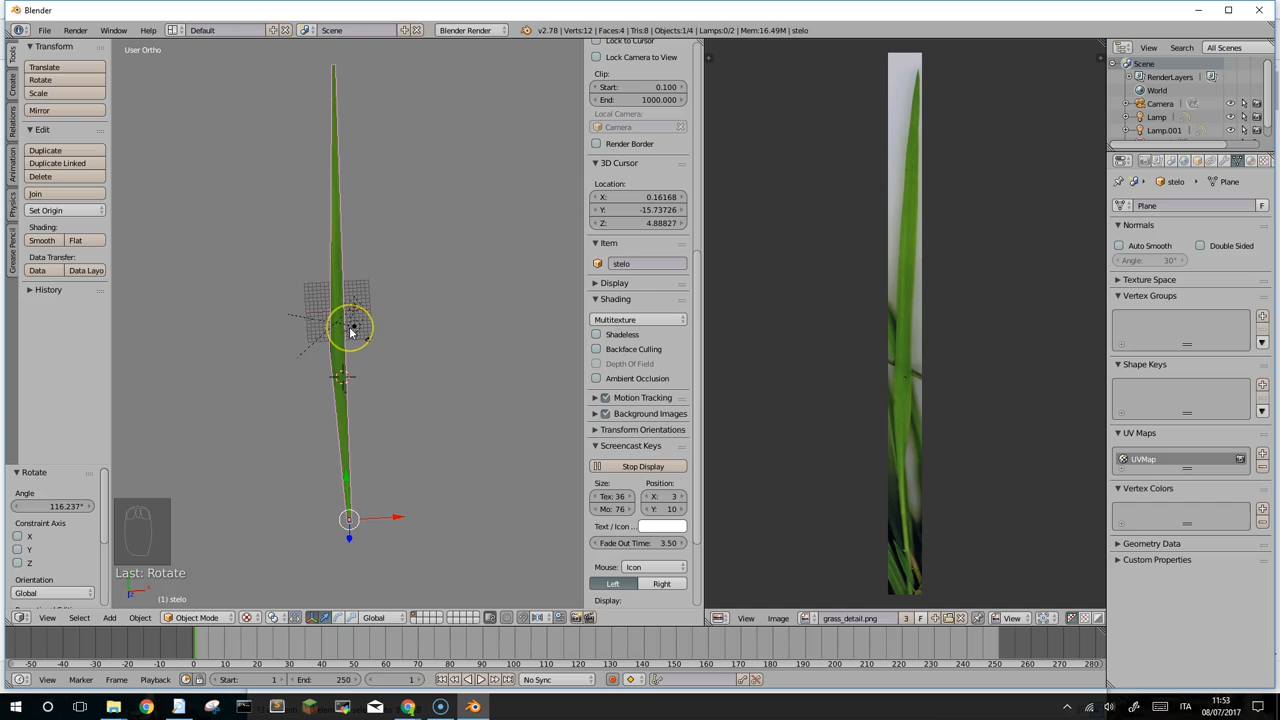 Blender
File Render Window Help Default Scene Blender Render v2.78 | Verts:12 | Faces:4 | Tris:8 | Objects:1/4 | Lamps:0/2 | Mem:16.49M | stelo
Tools
Create
Relations
Animation
Physics
Grease Pencil
Transform
Translate
Rotate
Scale
Mirror
Edit
Duplicate
Duplicate Linked
Delete
Join
Set Origin
Shading:
Smooth Flat
Data Transfer:
Data Data Layo
History
Rotate
Angle
116.237°
Constraint Axis
X
Y
Z
Orientation
Global
User Ortho
Last: Rotate
(1) stelo
Lock to Cursor
Lock Camera to View
Clip:
Start: 0.100
End: 1000.000
Local Camera:
Camera
Render Border
3D Cursor
Location:
X: 0.16168
Y: -15.73726
Z: 4.88827
Item
stelo
Display
Shading
Multitexture
Shadeless
Backface Culling
Depth Of Field
Ambient Occlusion
Motion Tracking
Background Images
Transform Orientations
Screencast Keys
Stop Display
Size: Position:
Tex: 36 X: 3
Mo: 76 Y: 10
Text / Icon ...
Fade Out Time: 3.50
Mouse: Icon
Left Right
Display:
View Select Add Object Object Mode Global
View Image grass_detail.png 3 F View
View Search All Scenes
Scene
RenderLayers
World
Camera
Lamp
Lamp.001
stelo Plane
Plane F
Normals
Auto Smooth Double Sided
Angle: 30°
Texture Space
Vertex Groups
Shape Keys
UV Maps
UVMap
Vertex Colors
Geometry Data
Custom Properties
-50 -40 -30 -20 -10 0 10 20 30 40 50 60 70 80 90 100 110 120 130 140 150 160 170 180 190 200 210 220 230 240 250 260 270 280
View Marker Frame Playback Start: 1 End: 250 1 No Sync
ITA
11:53
08/07/2017